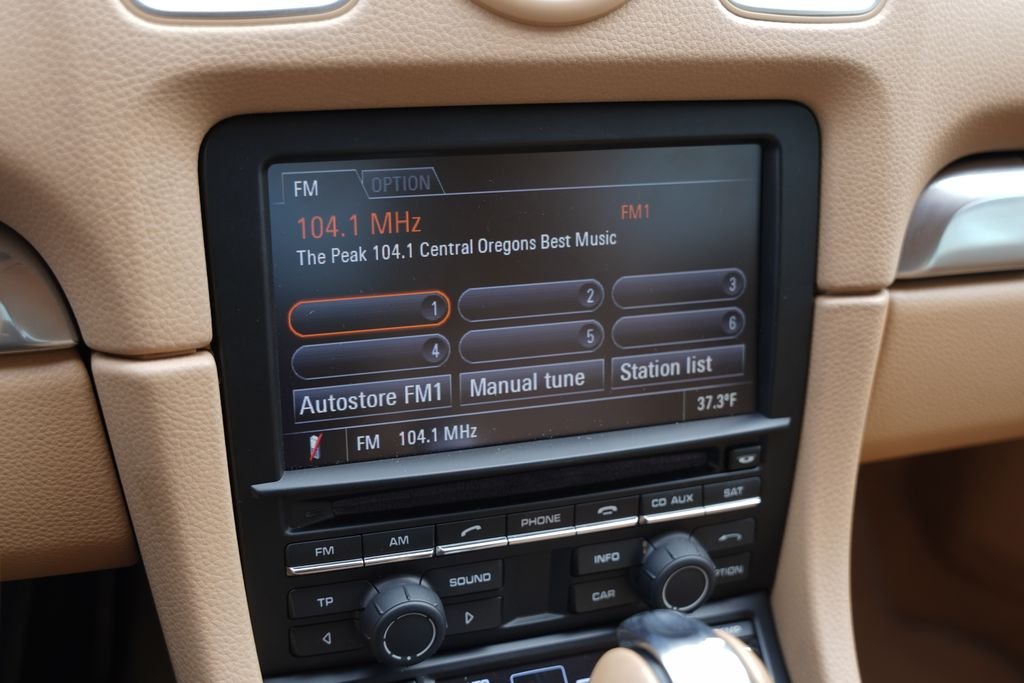 FM OPTION
104.1 MHz FM1
The Peak 104.1 Central Oregons Best Music
1 2 3
4 5 6
Autostore FM1 Manual tune Station list
FM 104.1 MHz 37.3°F
FM AM PHONE CD AUX SAT
TP SOUND INFO
CAR